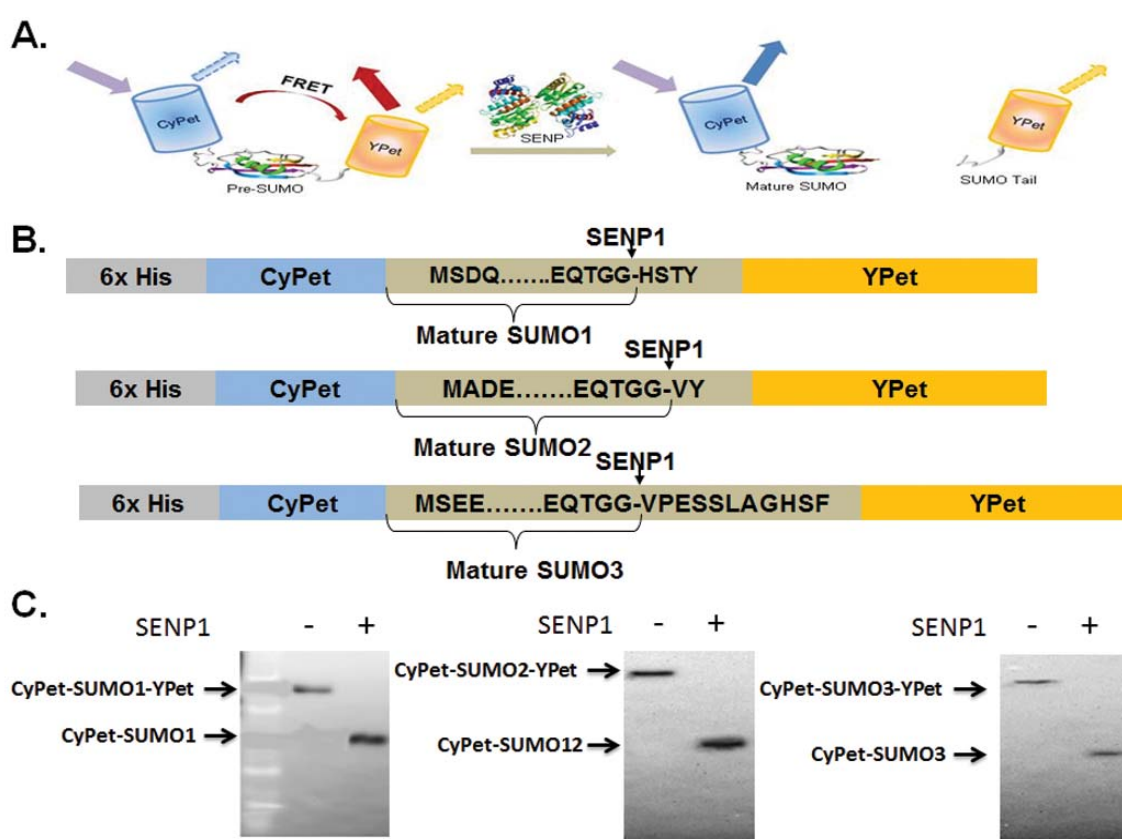 A.
CyPet
FRET
YPet
Pre-SUMO
SENP
CyPet
Mature SUMO
YPet
SUMO Tail
B.
SENP1
6x His CyPet MSDQ.......EQTGG-HSTY YPet
Mature SUMO1
SENP1
6x His CyPet MADE.......EQTGG-VY YPet
Mature SUMO2
SENP1
6x His CyPet MSEE.......EQTGG-VPESSLAGHSF YPet
Mature SUMO3
C.
SENP1 - +
CyPet-SUMO1-YPet
CyPet-SUMO1
SENP1 - +
CyPet-SUMO2-YPet
CyPet-SUMO12
SENP1 - +
CyPet-SUMO3-YPet
CyPet-SUMO3